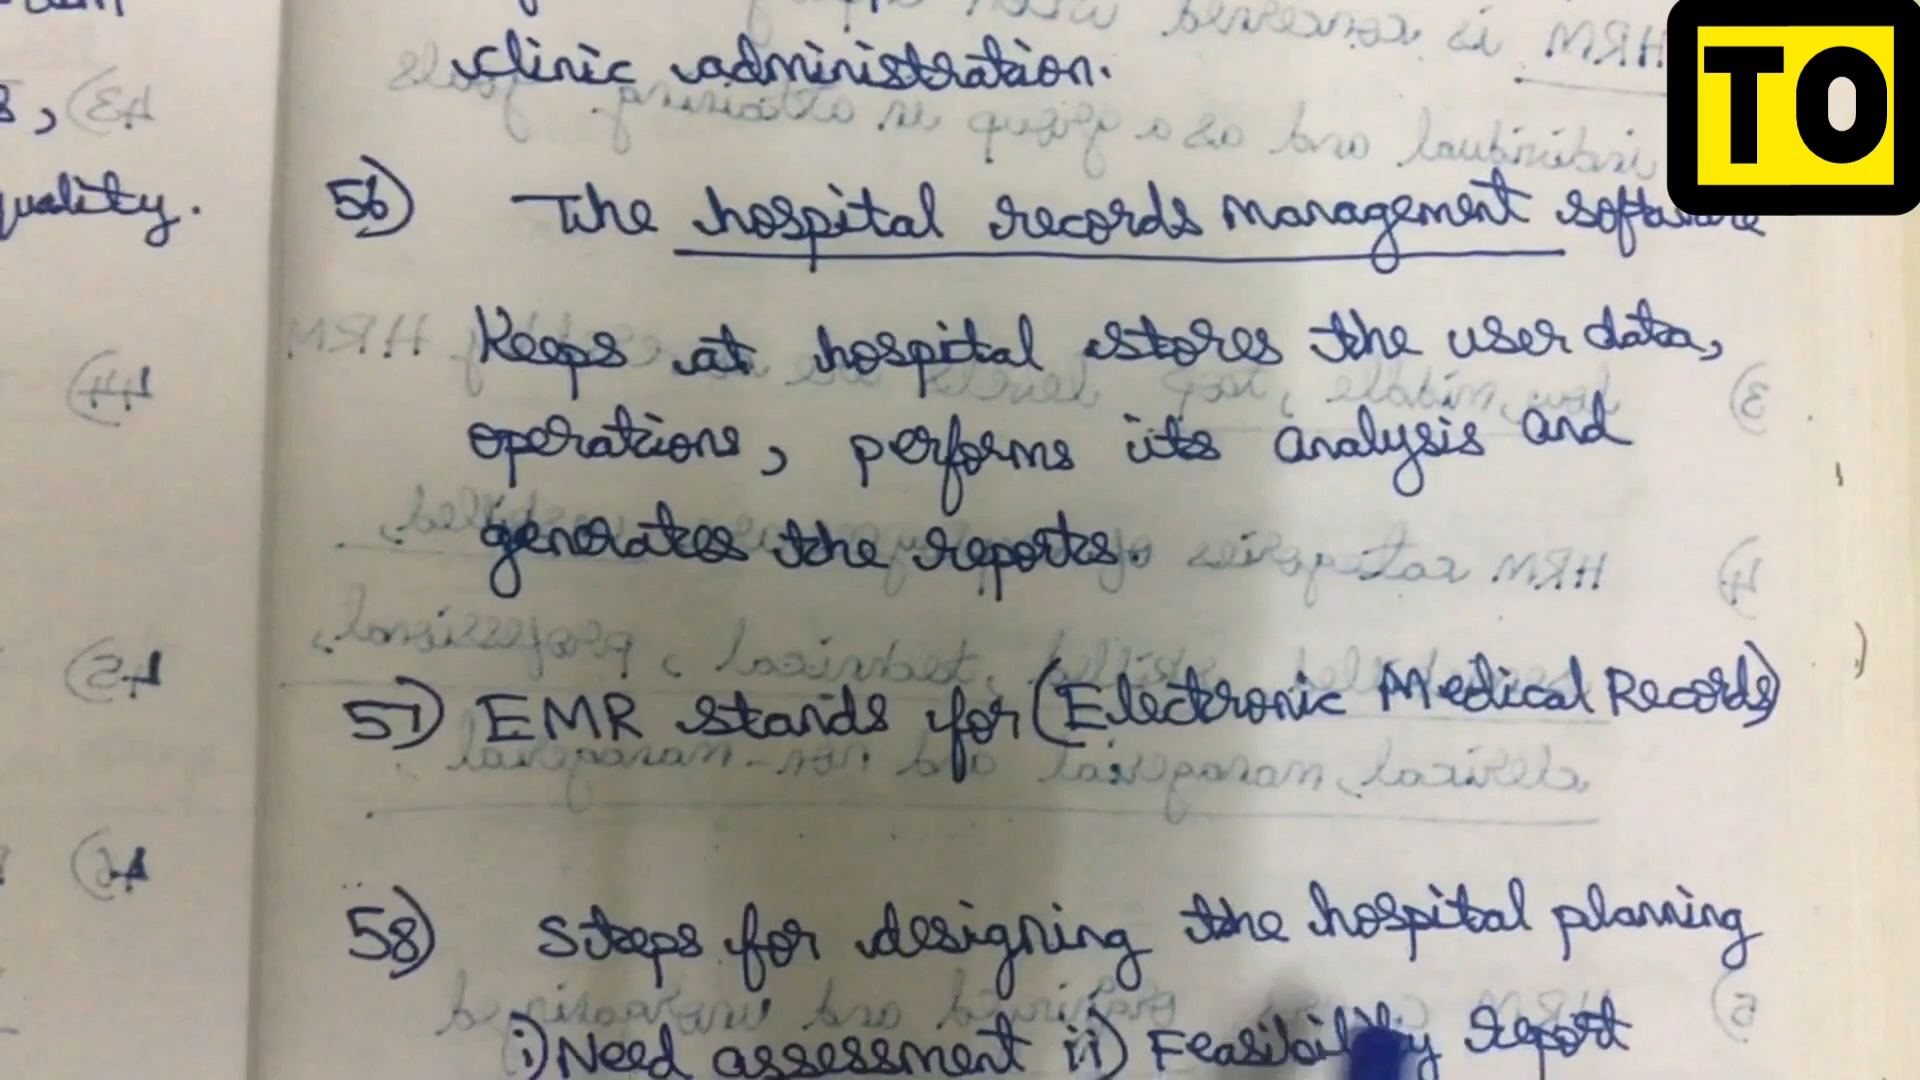 clinic administration.
TO
quality.
56) The hospital records management software
Keeps at hospital stores the user data,
operations, performs its analysis and
generates the reports.
57) EMR stands for (Electronic Medical Records)
58) Steps for designing the hospital planning
i) Need assessment ii) Feasibility report